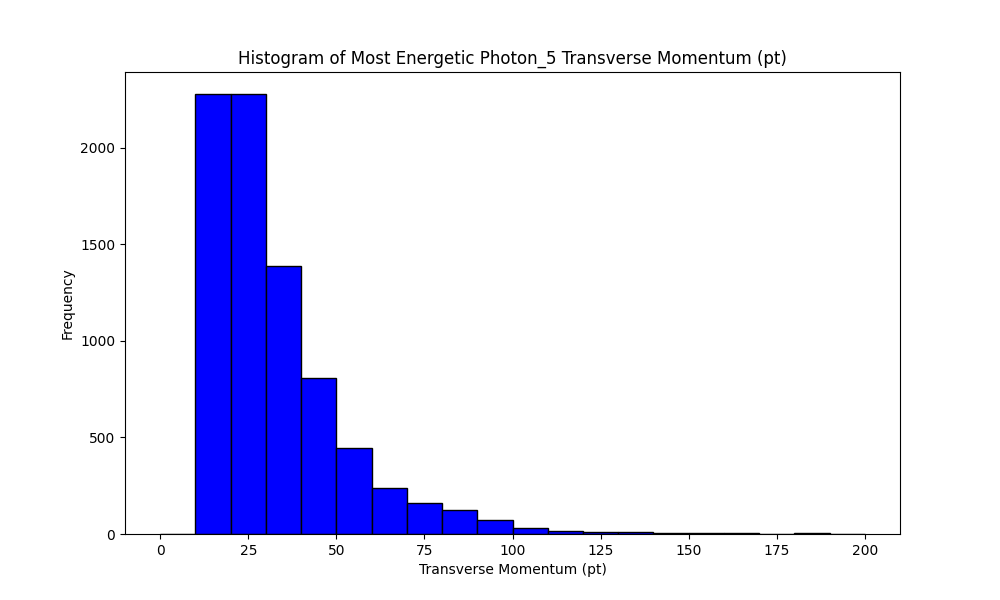 Histogram of Most Energetic Photon_5 Transverse Momentum (pt)
2000
1500
1000
500
0
Frequency
0 25 50 75 100 125 150 175 200
Transverse Momentum (pt)